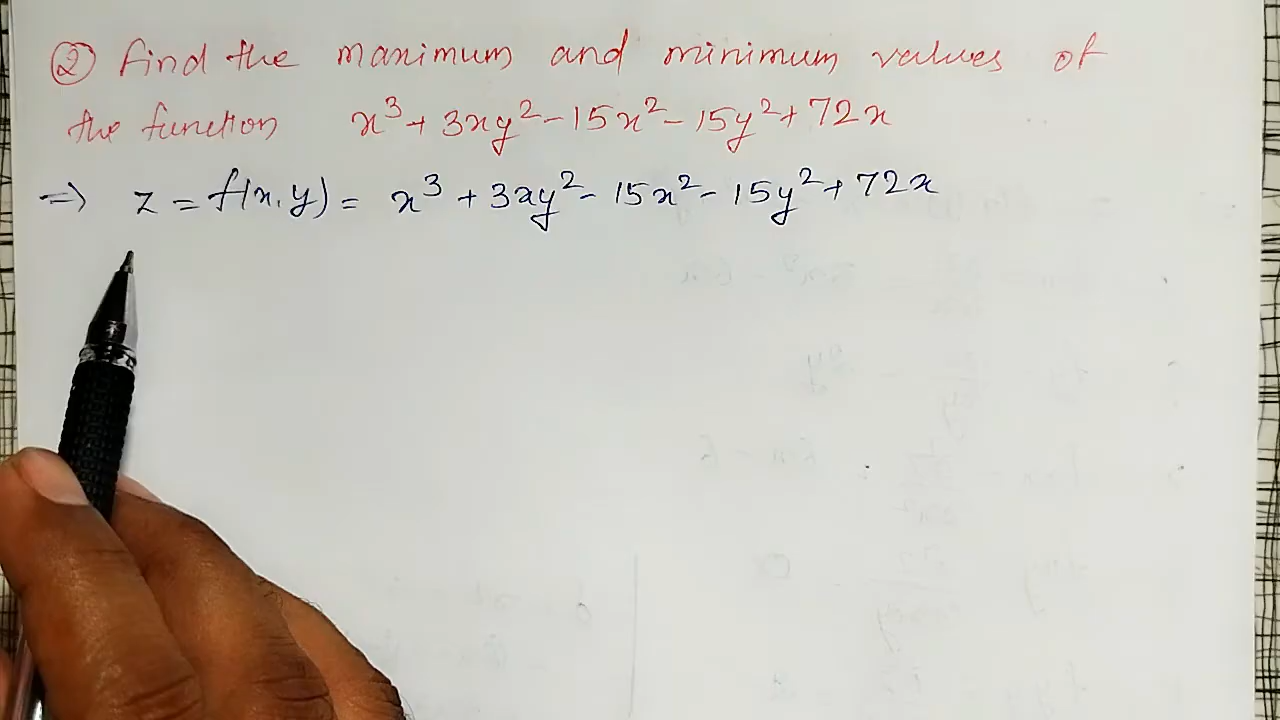 ② Find the maximum and minimum values of
the function x³ + 3xy² - 15x² - 15y² + 72x
=> z = f(x, y) = x³ + 3xy² - 15x² - 15y² + 72x